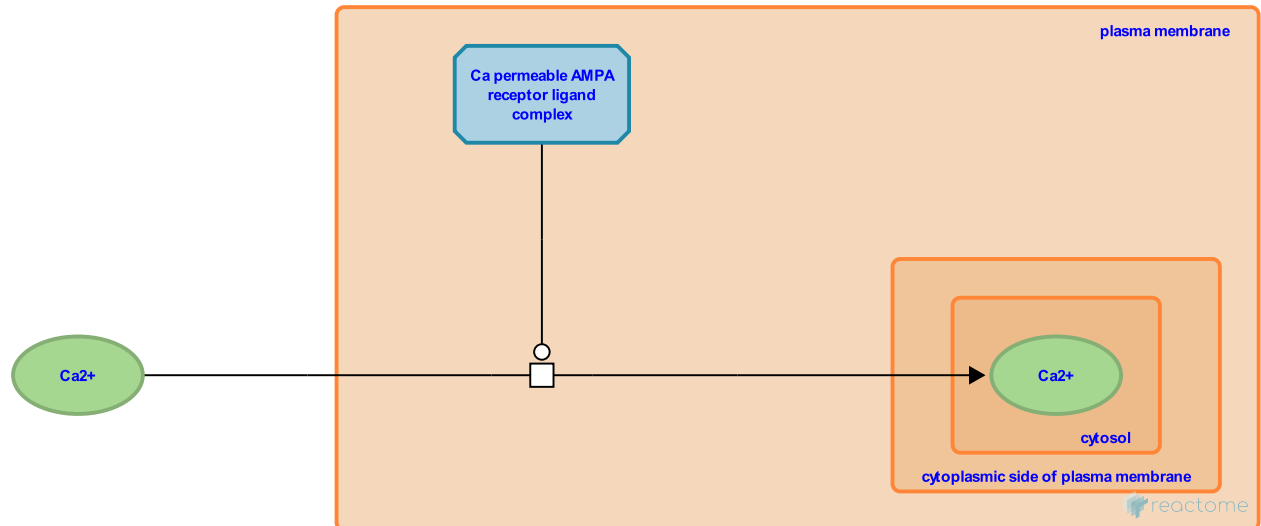 plasma membrane
Ca permeable AMPA
receptor ligand
complex
Ca2+
Ca2+
cytosol
cytoplasmic side of plasma membrane
reactome